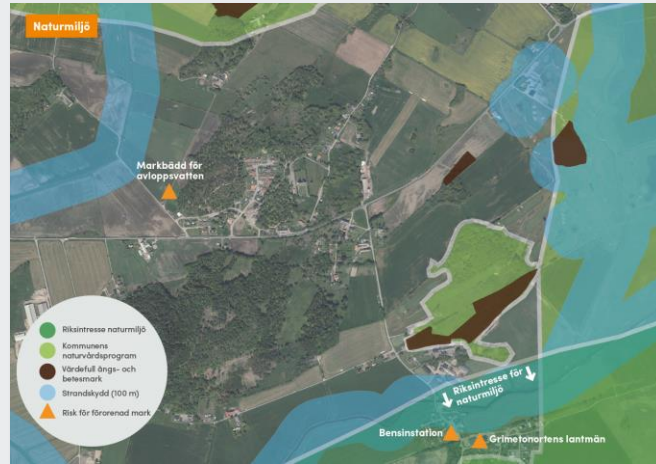 Naturmiljö
Markbädd för
avloppsvatten
Riksintresse naturmiljö
Kommunens
naturvårdsprogram
Värdefull ängs- och
betesmark
Strandskydd (100 m)
Risk för förorenad mark
Riksintresse för
naturmiljö
Bensinstation
Grimetonortens lantmän